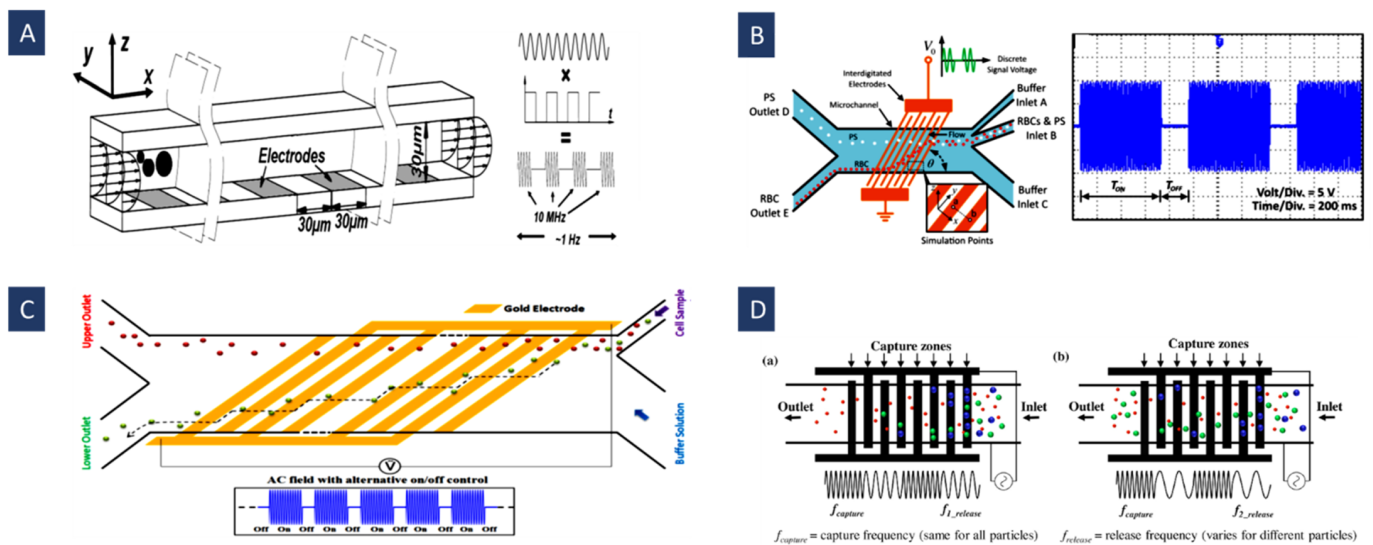 A
z
y
x
Electrodes
30µm
30µm 30µm
x
t
=
10 MHz
~1 Hz
B
V0
Discrete
Signal Voltage
Interdigitated
Electrodes
Microchannel
PS
Outlet D
Buffer
Inlet A
RBCs & PS
Inlet B
PS
Flow
RBC
θ
RBC
Outlet E
Buffer
Inlet C
Simulation Points
TON
TOFF
Volt/Div. = 5 V
Time/Div. = 200 ms
C
Upper Outlet
Gold Electrode
Cell Sample
Lower Outlet
Buffer Solution
V
AC field with alternative on/off control
Off On Off On Off On Off On Off On Off
D
(a)
Capture zones
Outlet
Inlet
fcapture
f1_release
(b)
Capture zones
Outlet
Inlet
fcapture
f2_release
fcapture = capture frequency (same for all particles)
frelease = release frequency (varies for different particles)